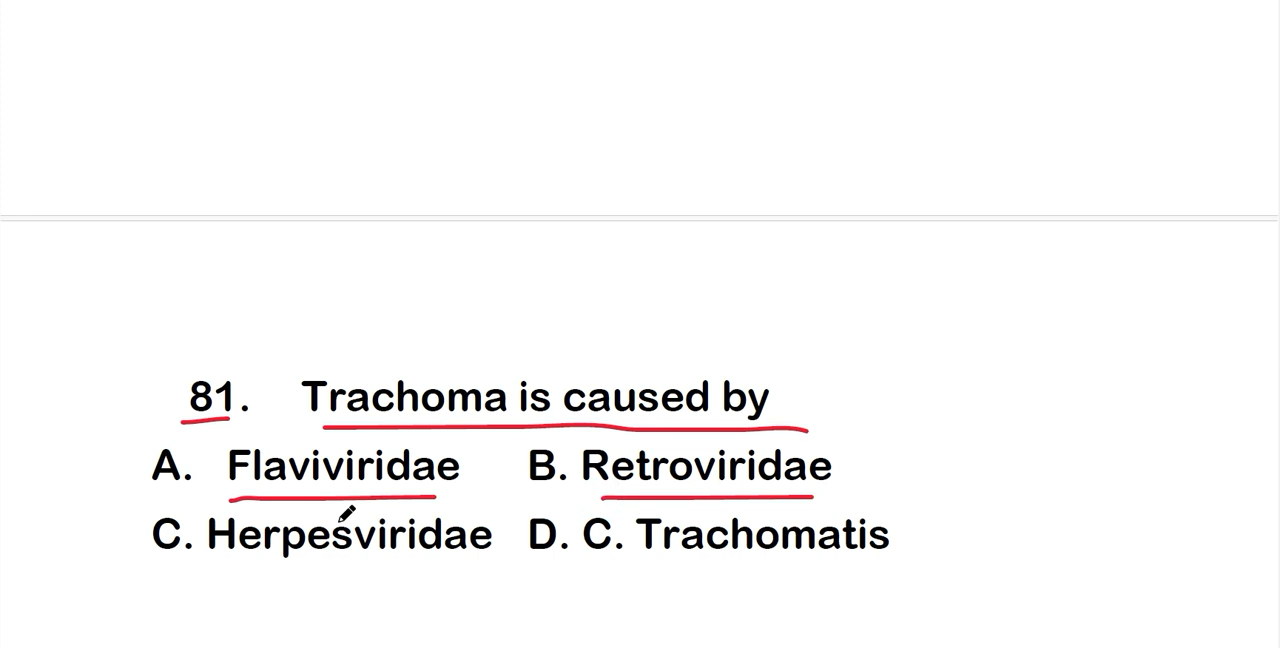 81. Trachoma is caused by
A. Flaviviridae B. Retroviridae
C. Herpesviridae D. C. Trachomatis